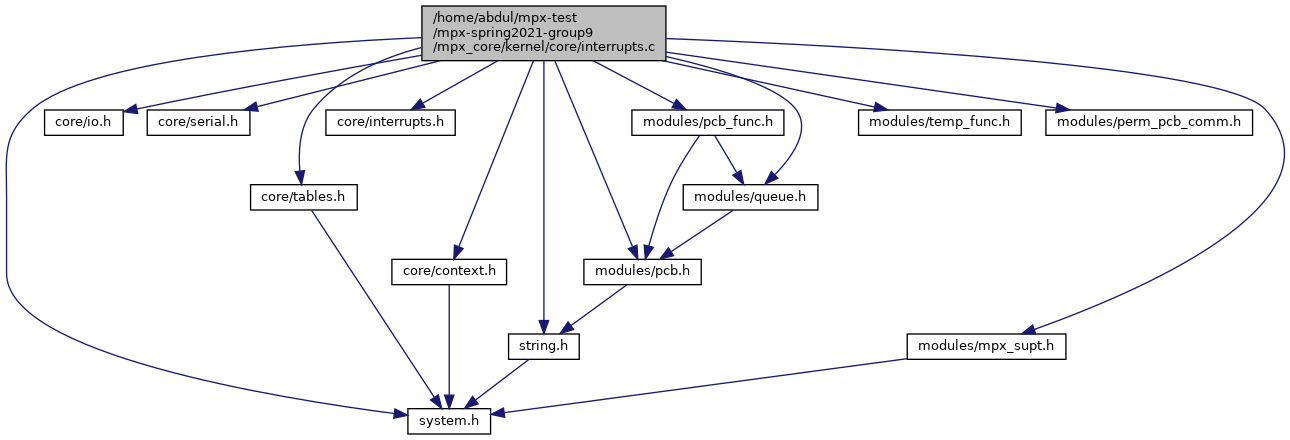 /home/abdul/mpx-test
/mpx-spring2021-group9
/mpx_core/kernel/core/interrupts.c
core/io.h
core/serial.h
core/interrupts.h
modules/pcb_func.h
modules/temp_func.h
modules/perm_pcb_comm.h
core/tables.h
modules/queue.h
core/context.h
modules/pcb.h
string.h
modules/mpx_supt.h
system.h